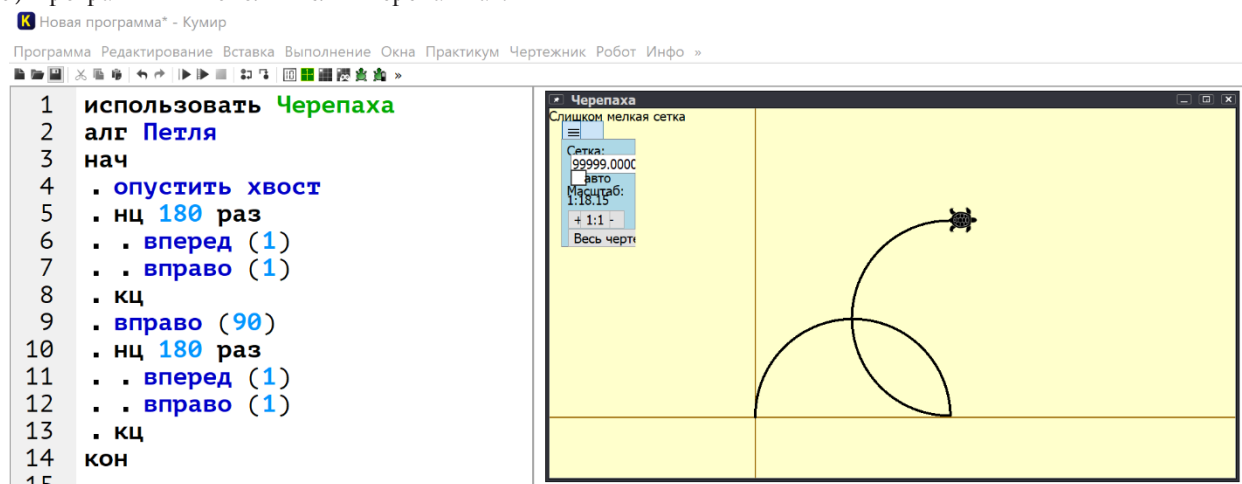 Новая программа* - Кумир
Программа Редактирование Вставка Выполнение Окна Практикум Чертежник Робот Инфо »
1 использовать Черепаха
2 алг Петля
3 нач
4 . опустить хвост
5 . нц 180 раз
6 . . вперед (1)
7 . . вправо (1)
8 . кц
9 . вправо (90)
10 . нц 180 раз
11 . . вперед (1)
12 . . вправо (1)
13 . кц
14 кон
15
Черепаха
Слишком мелкая сетка
Сетка:
99999.0000
авто
Масштаб:
1:18.15
+ 1:1 -
Весь черте